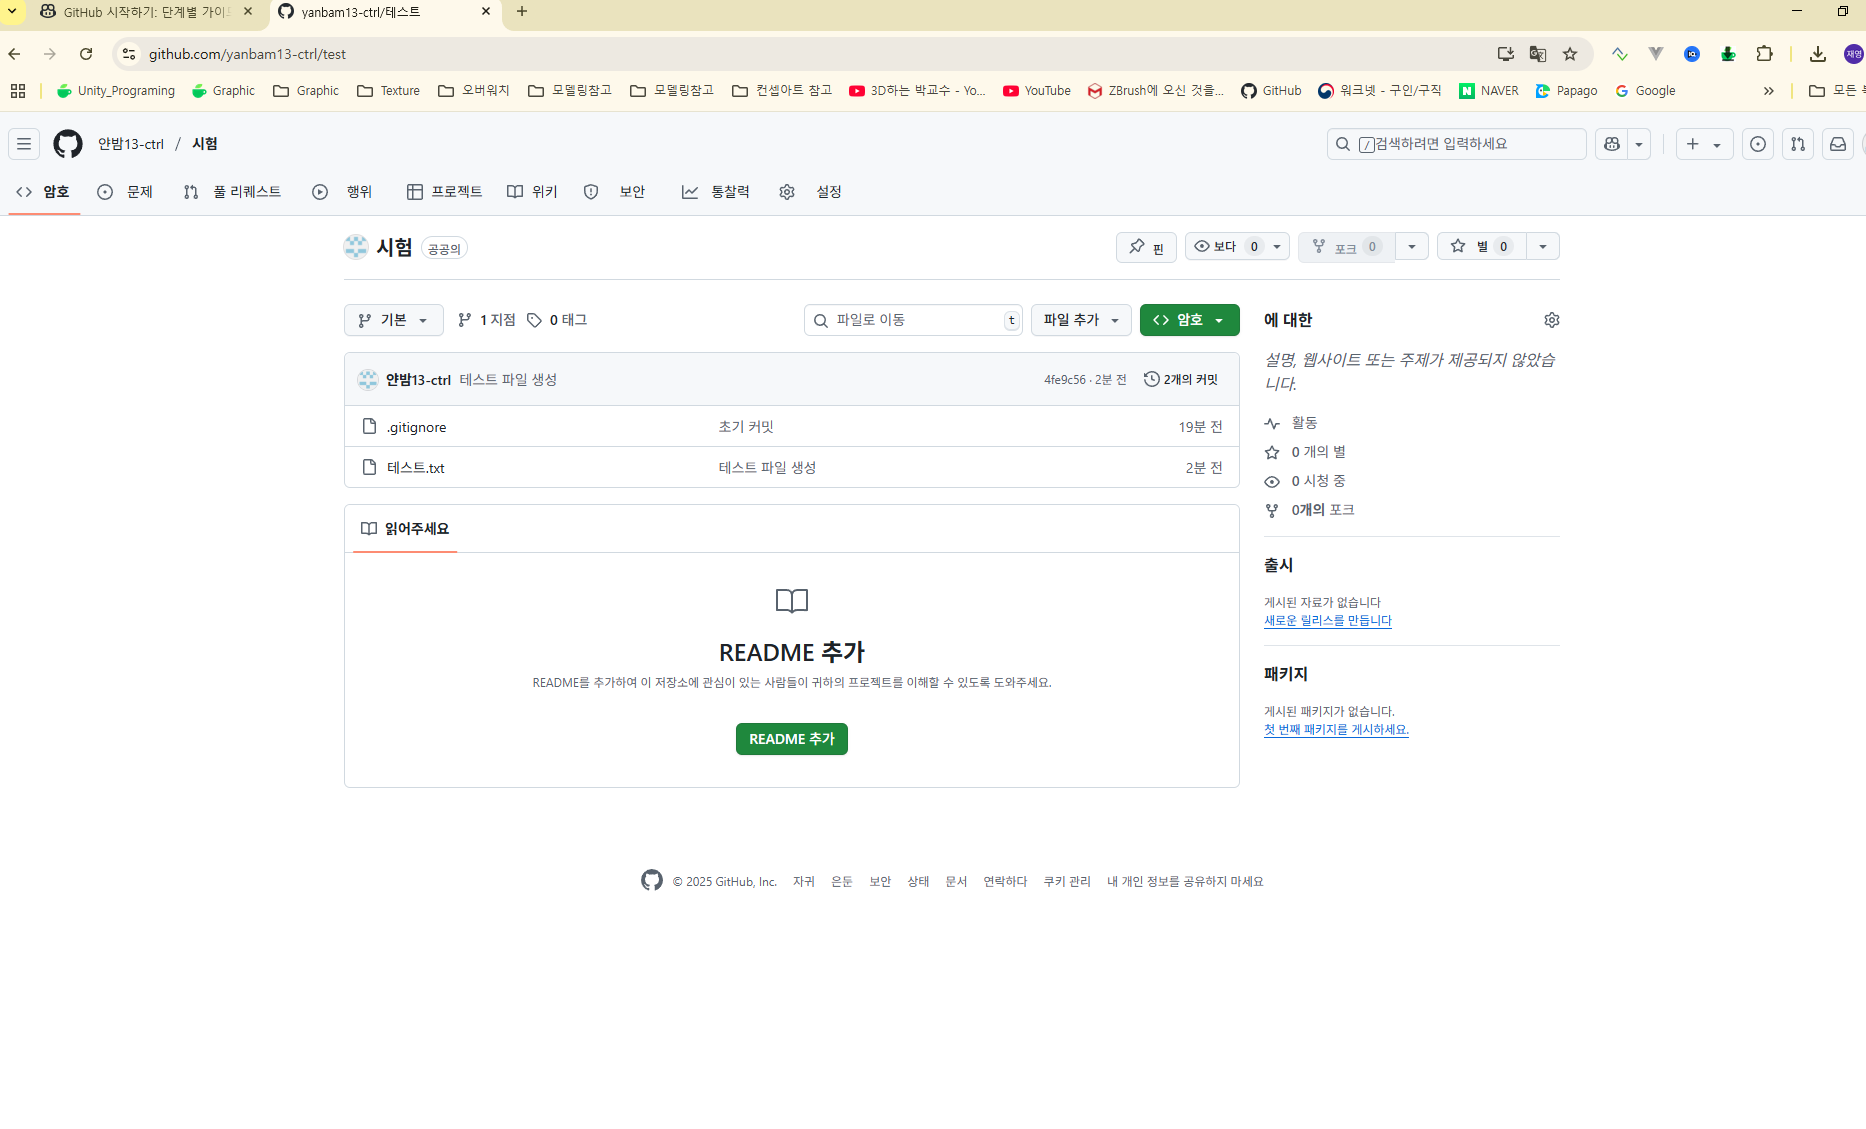 GitHub 시작하기: 단계별 가이드
yanbam13-ctrl/테스트
github.com/yanbam13-ctrl/test
재영
Unity_Programing
Graphic
Graphic
Texture
오버워치
모델링참고
모델링참고
컨셉아트 참고
3D하는 박교수 - Yo...
YouTube
ZBrush에 오신 것을...
GitHub
워크넷 - 구인/구직
NAVER
Papago
Google
모든
얀밤13-ctrl / 시험
/검색하려면 입력하세요
암호
문제
풀 리퀘스트
행위
프로젝트
위키
보안
통찰력
설정
시험 공공의
핀
보다 0
포크 0
별 0
기본
1 지점
0 태그
파일로 이동 t
파일 추가
암호
얀밤13-ctrl 테스트 파일 생성 4fe9c56 · 2분 전 2개의 커밋
.gitignore 초기 커밋 19분 전
테스트.txt 테스트 파일 생성 2분 전
읽어주세요
README 추가
README를 추가하여 이 저장소에 관심이 있는 사람들이 귀하의 프로젝트를 이해할 수 있도록 도와주세요.
README 추가
에 대한
설명, 웹사이트 또는 주제가 제공되지 않았습
니다.
활동
0 개의 별
0 시청 중
0개의 포크
출시
게시된 자료가 없습니다
새로운 릴리스를 만듭니다
패키지
게시된 패키지가 없습니다.
첫 번째 패키지를 게시하세요.
© 2025 GitHub, Inc. 자귀 은둔 보안 상태 문서 연락하다 쿠키 관리 내 개인 정보를 공유하지 마세요